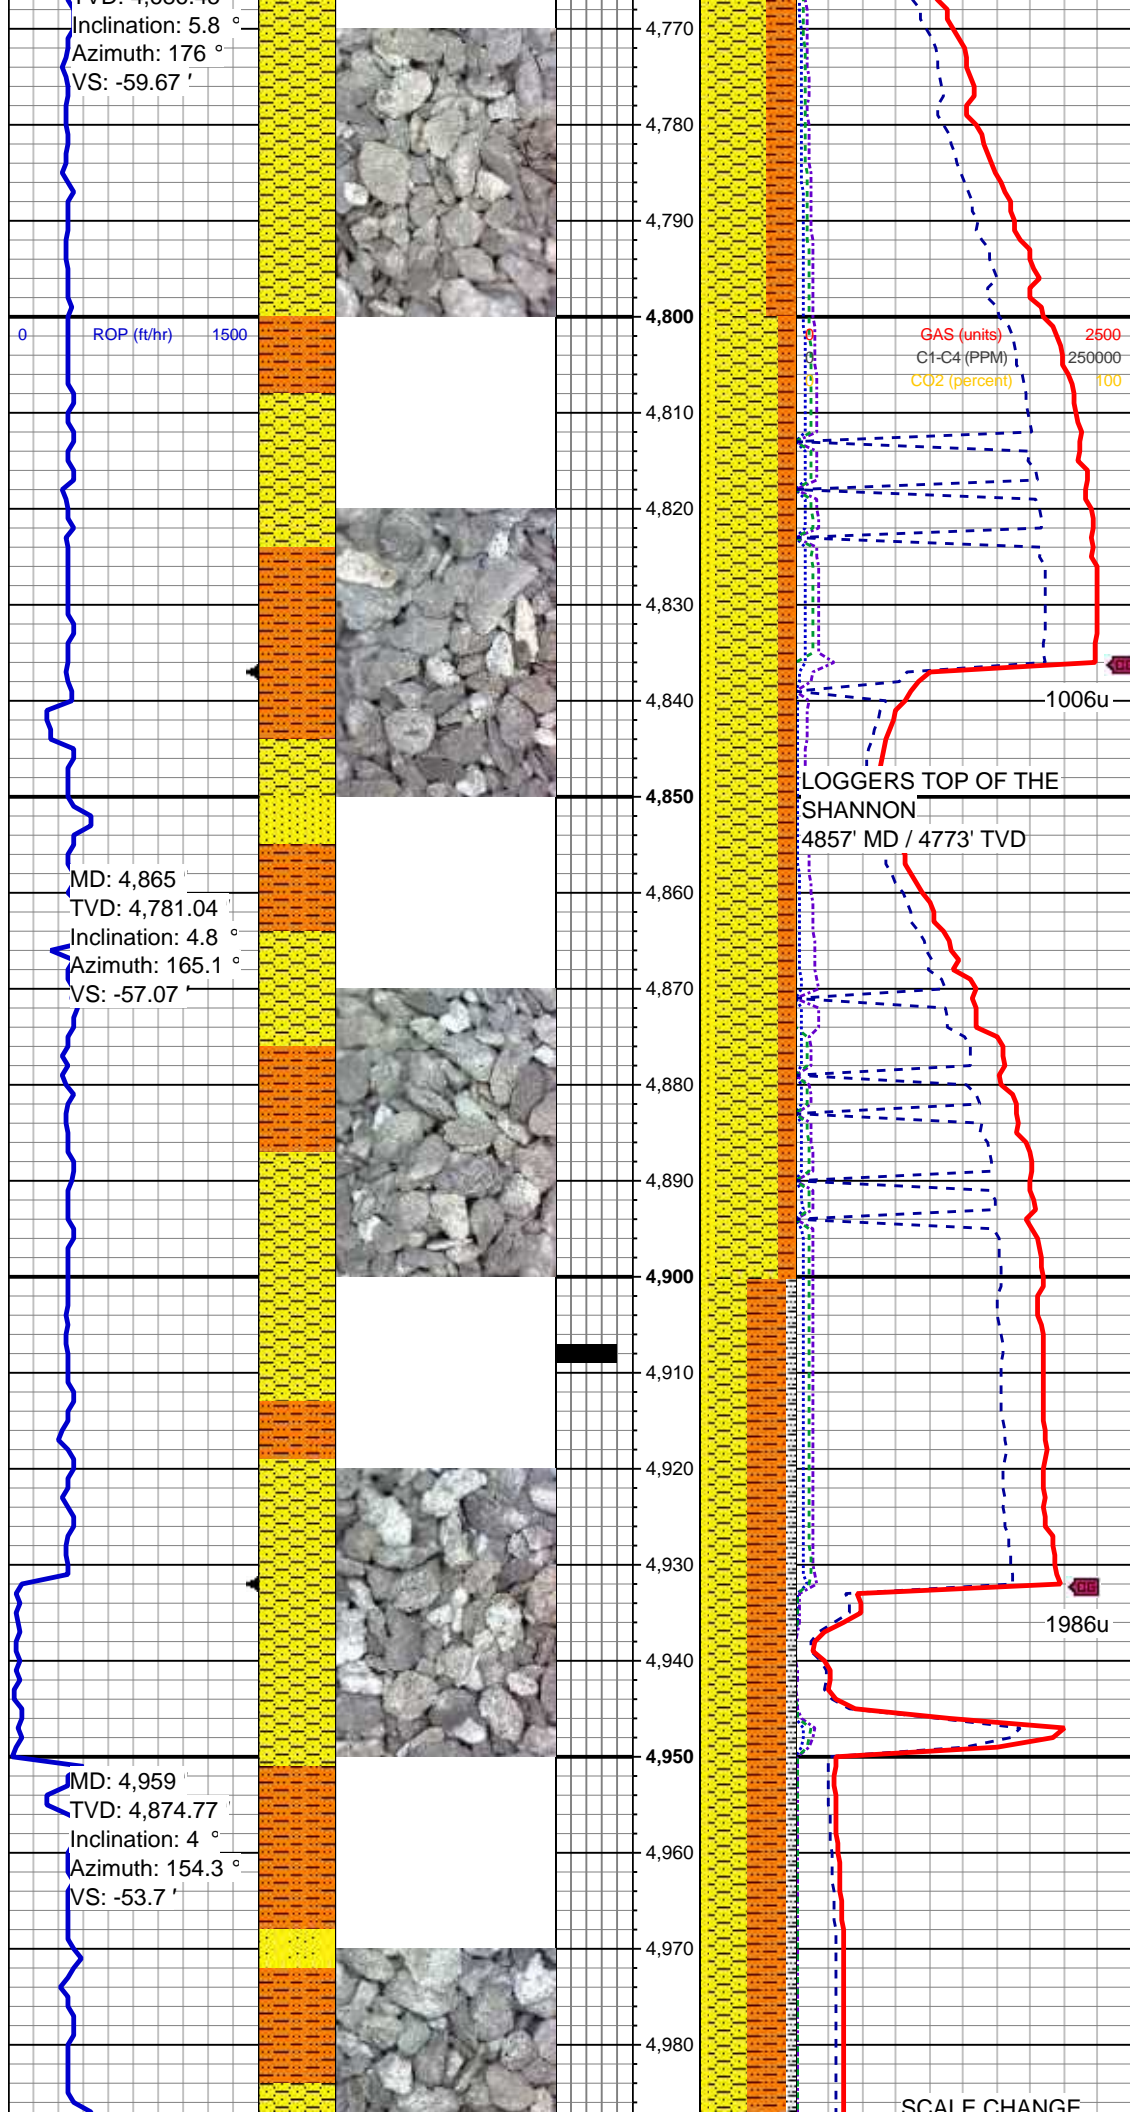 Inclination: 5.8 °
Azimuth: 176 °
VS: -59.67 '
4,770
4,780
4,790
4,800
0 ROP (ft/hr) 1500
0 GAS (units) 2500
0 C1-C4 (PPM) 250000
0 CO2 (percent) 100
4,810
4,820
4,830
1006u
4,840
LOGGERS TOP OF THE
SHANNON
4857' MD / 4773' TVD
4,850
MD: 4,865 '
TVD: 4,781.04 '
Inclination: 4.8 °
Azimuth: 165.1 °
VS: -57.07 '
4,860
4,870
4,880
4,890
4,900
4,910
4,920
4,930
DG
1986u
4,940
4,950
MD: 4,959 '
TVD: 4,874.77 '
Inclination: 4 °
Azimuth: 154.3 °
VS: -53.7 '
4,960
4,970
4,980
SCALE CHANGE